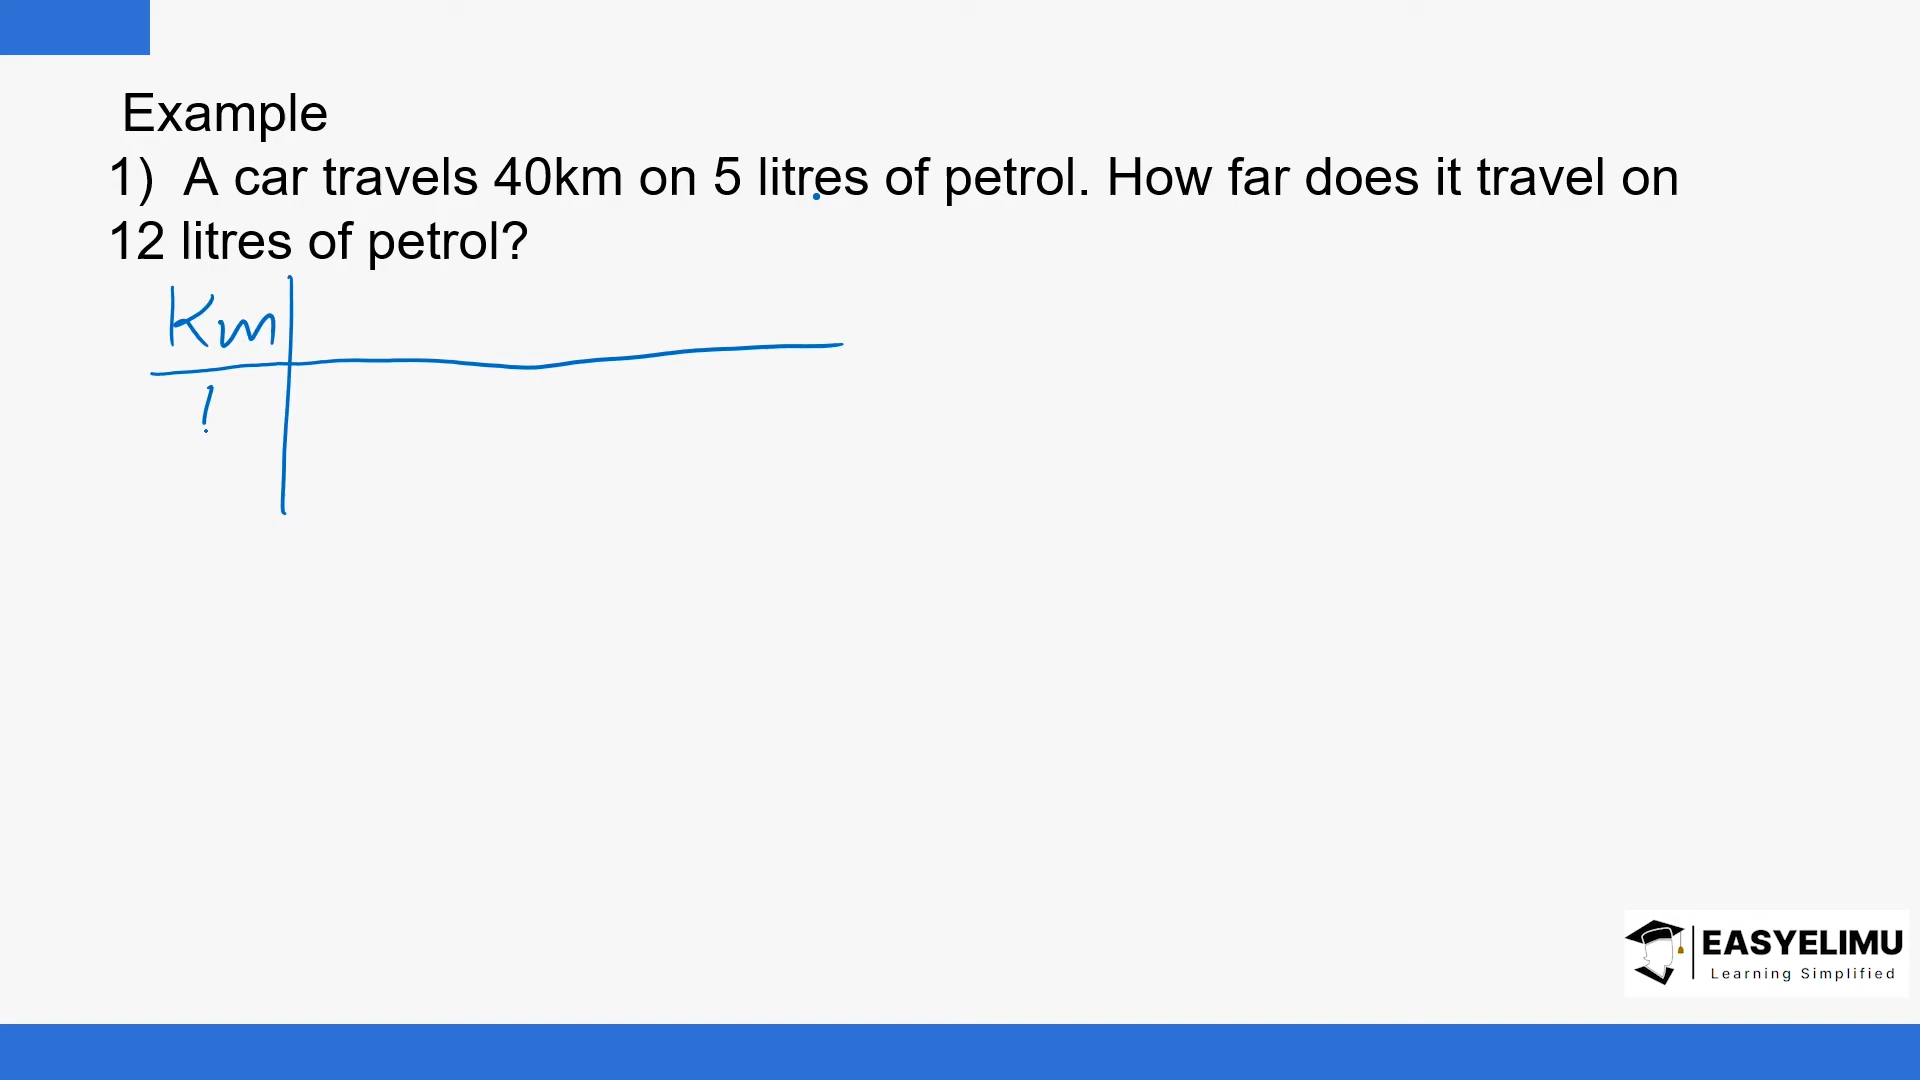 Example
1) A car travels 40km on 5 litres of petrol. How far does it travel on
12 litres of petrol?
Km
EASYELIMU
Learning Simplified